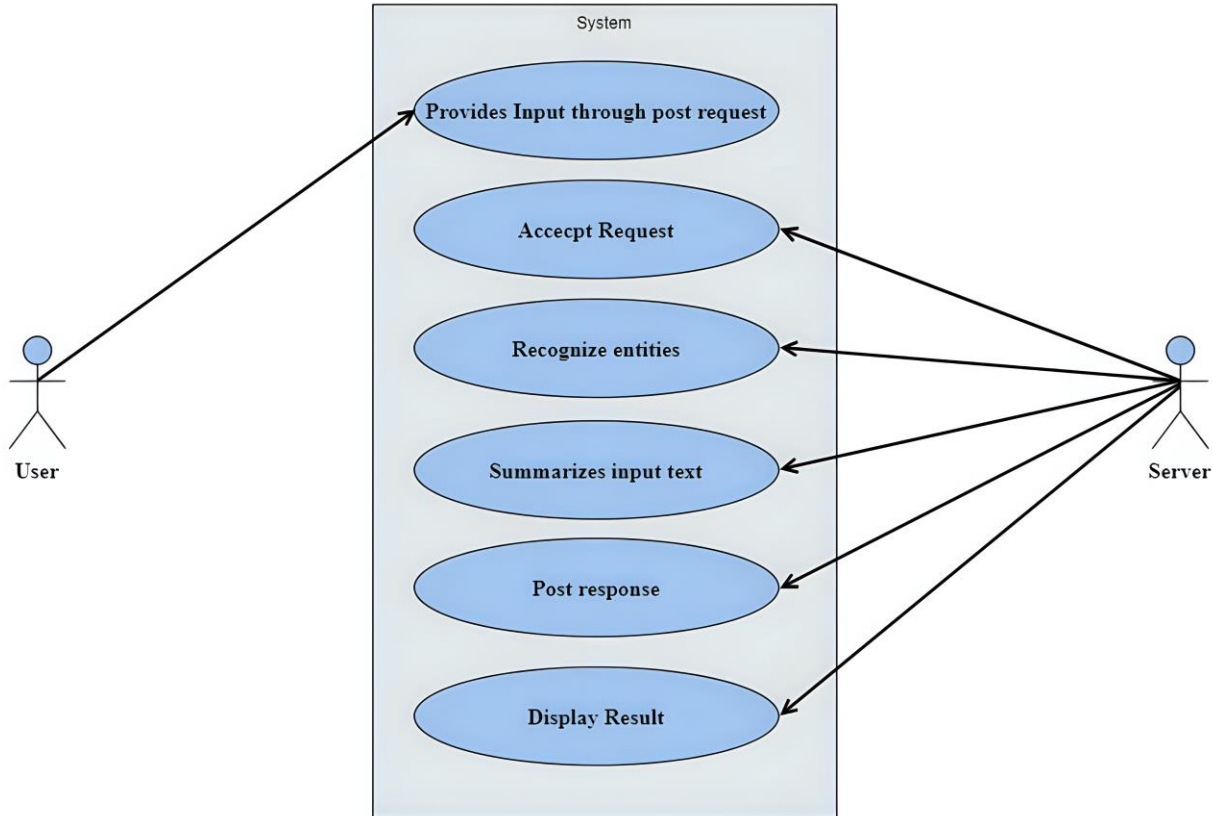 System
Provides Input through post request
Accecpt Request
Recognize entities
Summarizes input text
User
Server
Post response
Display Result